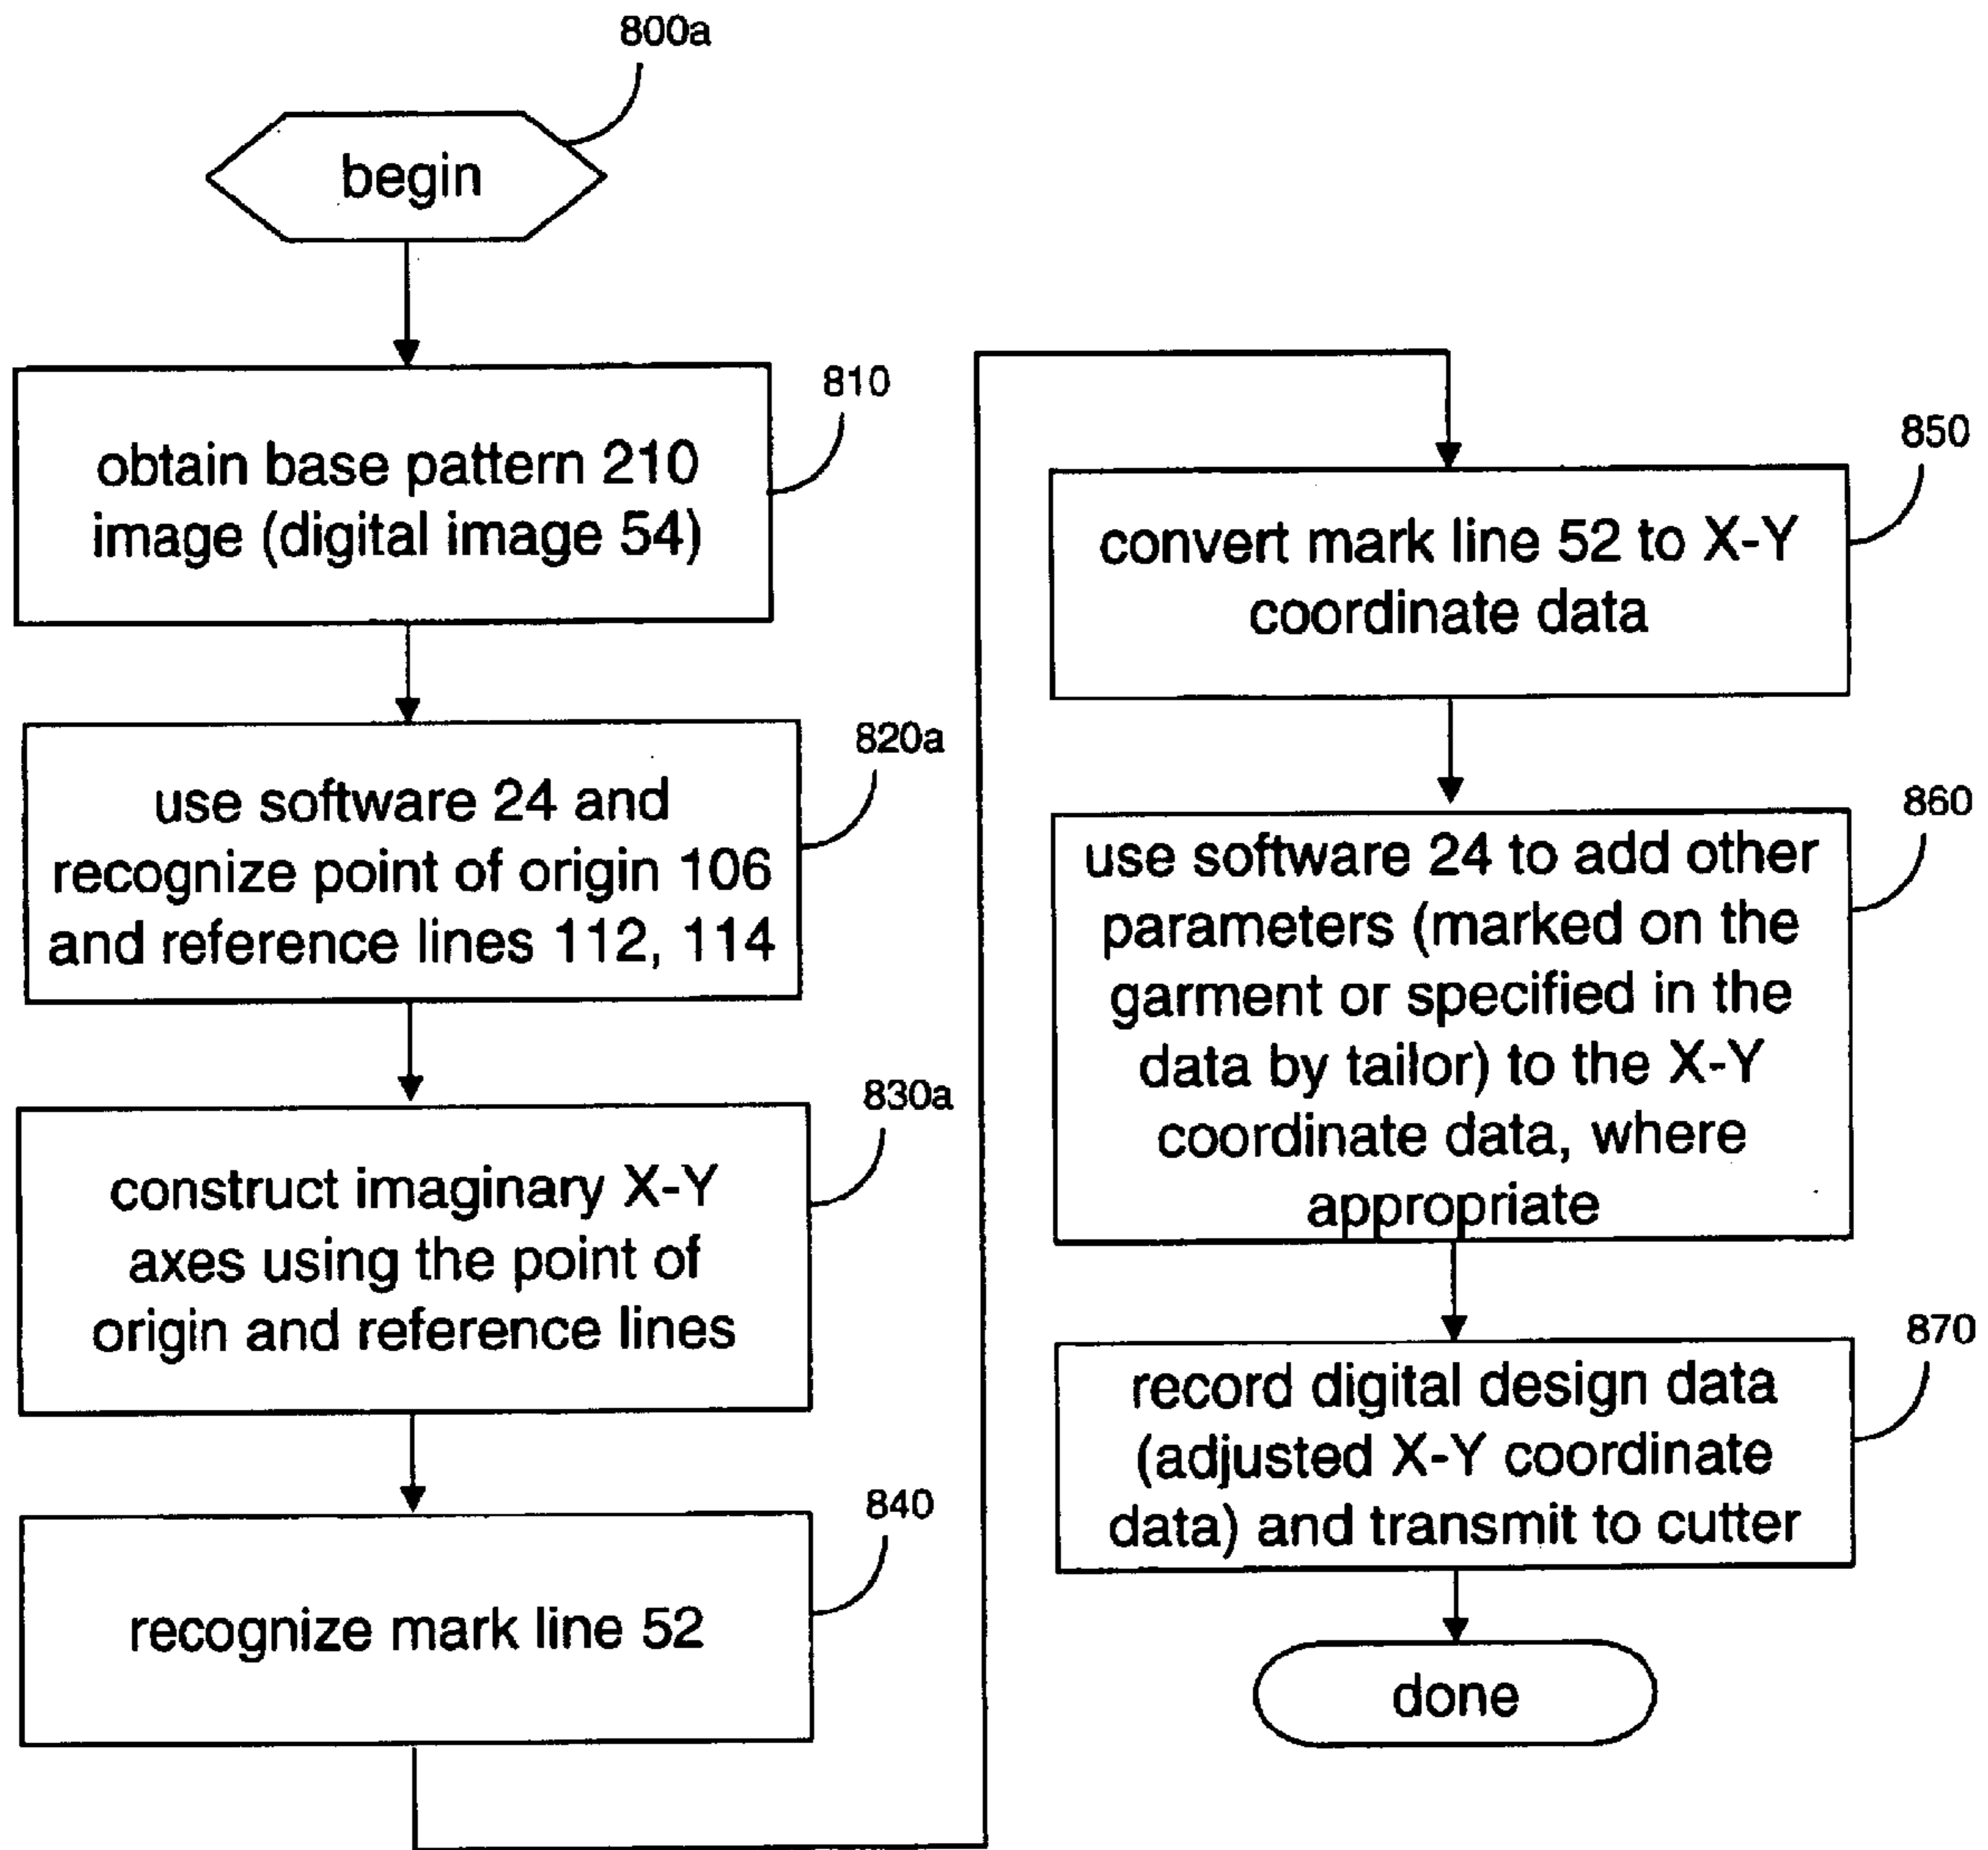 800a
begin
810
obtain base pattern 210
image (digital image 54)
820a
use software 24 and
recognize point of origin 106
and reference lines 112, 114
830a
construct imaginary X-Y
axes using the point of
origin and reference lines
840
recognize mark line 52
850
convert mark line 52 to X-Y
coordinate data
860
use software 24 to add other
parameters (marked on the
garment or specified in the
data by tailor) to the X-Y
coordinate data, where
appropriate
870
record digital design data
(adjusted X-Y coordinate
data) and transmit to cutter
done